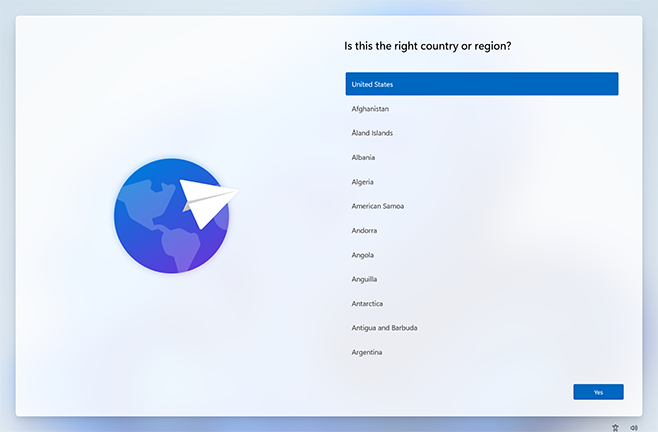 Is this the right country or region?
United States
Afghanistan
Åland Islands
Albania
Algeria
American Samoa
Andorra
Angola
Anguilla
Antarctica
Antigua and Barbuda
Argentina
Yes